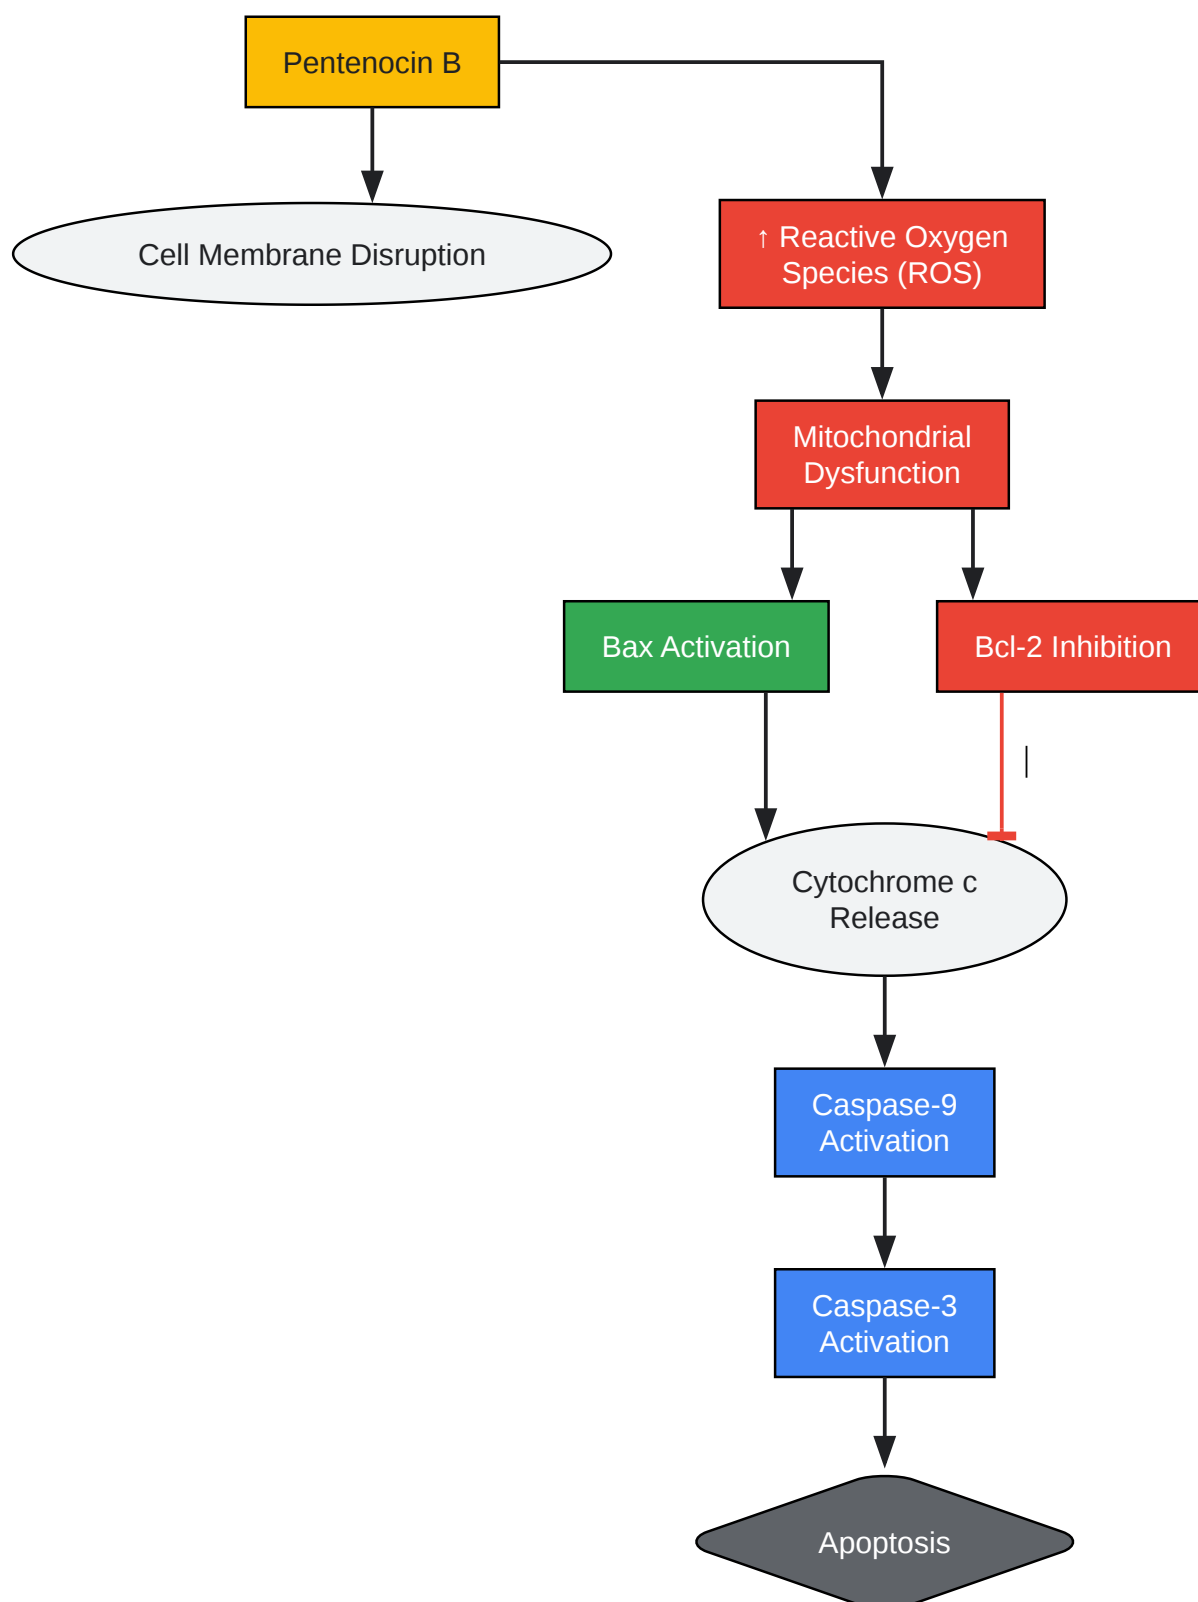 Pentenocin B
Cell Membrane Disruption
↑ Reactive Oxygen
Species (ROS)
Mitochondrial
Dysfunction
Bax Activation
Bcl-2 Inhibition
|
Cytochrome c
Release
Caspase-9
Activation
Caspase-3
Activation
Apoptosis